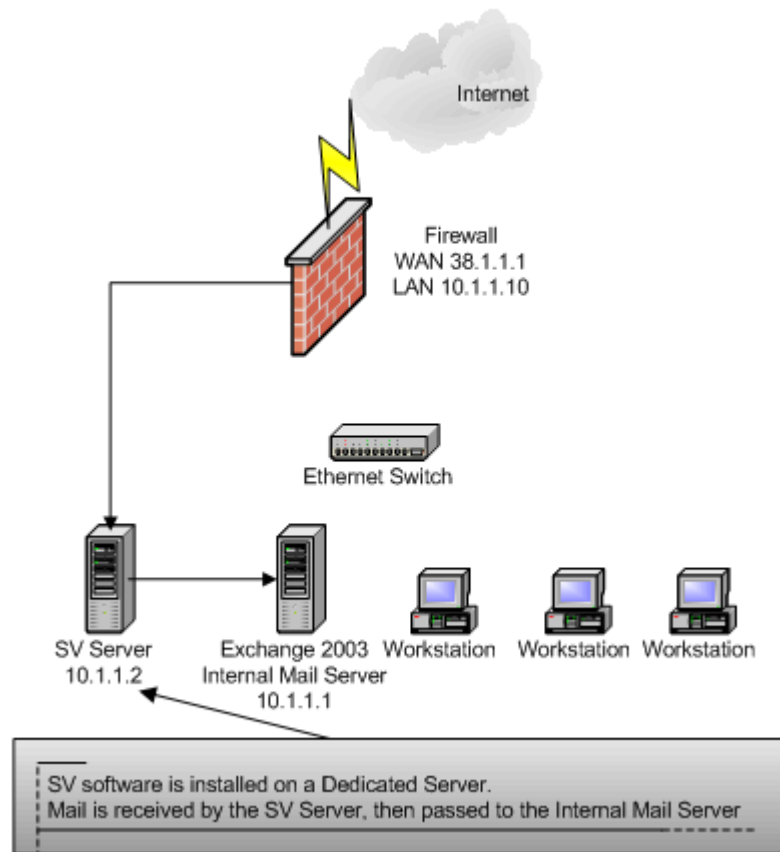 Internet
Firewall
WAN 38.1.1.1
LAN 10.1.1.10
Ethernet Switch
SV Server
10.1.1.2
Exchange 2003
Internal Mail Server
10.1.1.1
Workstation
Workstation
Workstation
SV software is installed on a Dedicated Server.
Mail is received by the SV Server, then passed to the Internal Mail Server